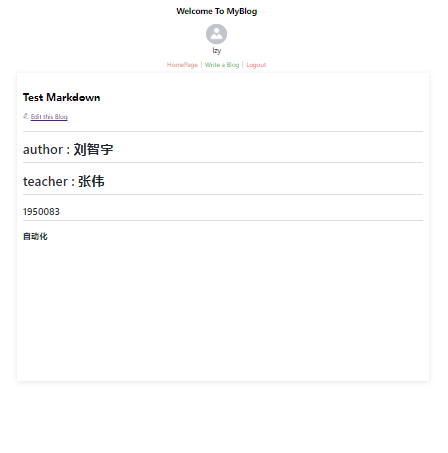 Welcome To MyBlog
lzy
HomePage | Write a Blog | Logout
Test Markdown
Edit this Blog
author : 刘智宇
teacher : 张伟
1950083
自动化